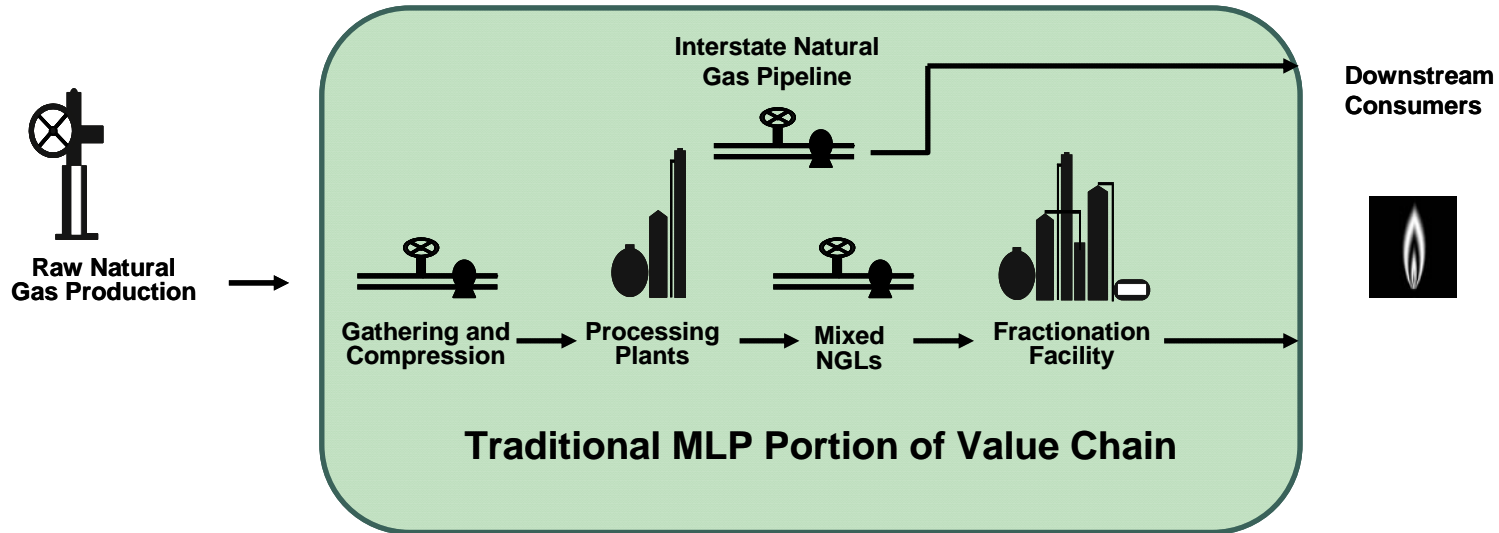 Interstate Natural
Gas Pipeline
Downstream
Consumers
Raw Natural
Gas Production
Gathering and
Compression
Processing
Plants
Mixed
NGLs
Fractionation
Facility
Traditional MLP Portion of Value Chain